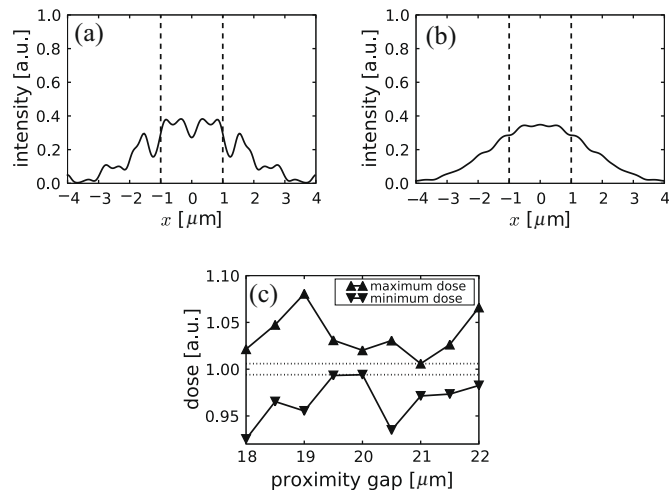 (a)
intensity [a.u.]
1.0
0.8
0.6
0.4
0.2
0.0
−4 −3 −2 −1 0 1 2 3 4
x [μm]
(b)
intensity [a.u.]
1.0
0.8
0.6
0.4
0.2
0.0
−4 −3 −2 −1 0 1 2 3 4
x [μm]
(c)
dose [a.u.]
1.10
1.05
1.00
0.95
maximum dose
minimum dose
18 19 20 21 22
proximity gap [μm]